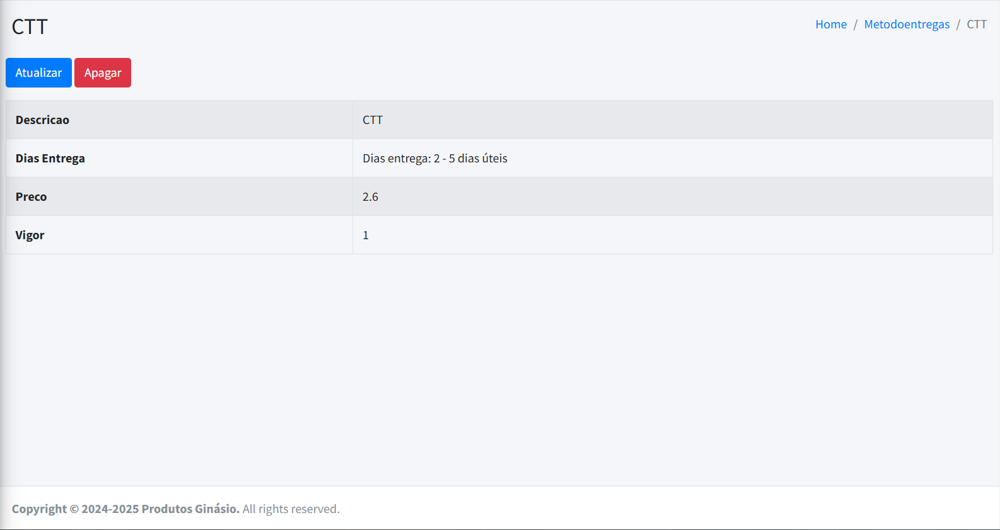 CTT
Home / Metodoentregas / CTT
Atualizar Apagar
Descricao CTT
Dias Entrega Dias entrega: 2 - 5 dias úteis
Preco 2.6
Vigor 1
Copyright © 2024-2025 Produtos Ginásio. All rights reserved.